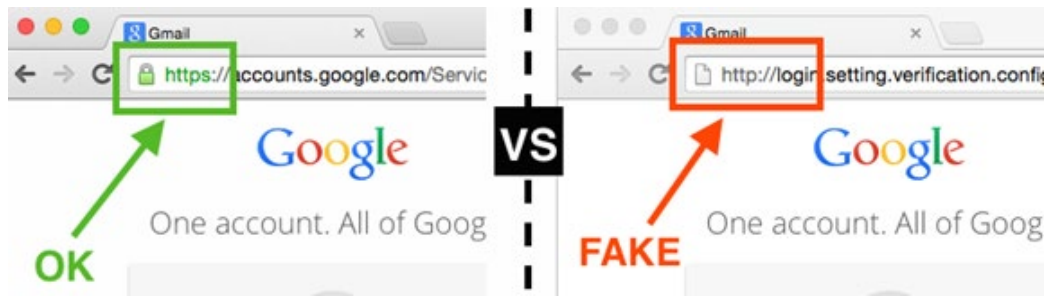 Gmail
https://accounts.google.com/Servic
Google
One account. All of Goog
OK
VS
Gmail
http://login.setting.verification.config
Google
One account. All of Goog
FAKE